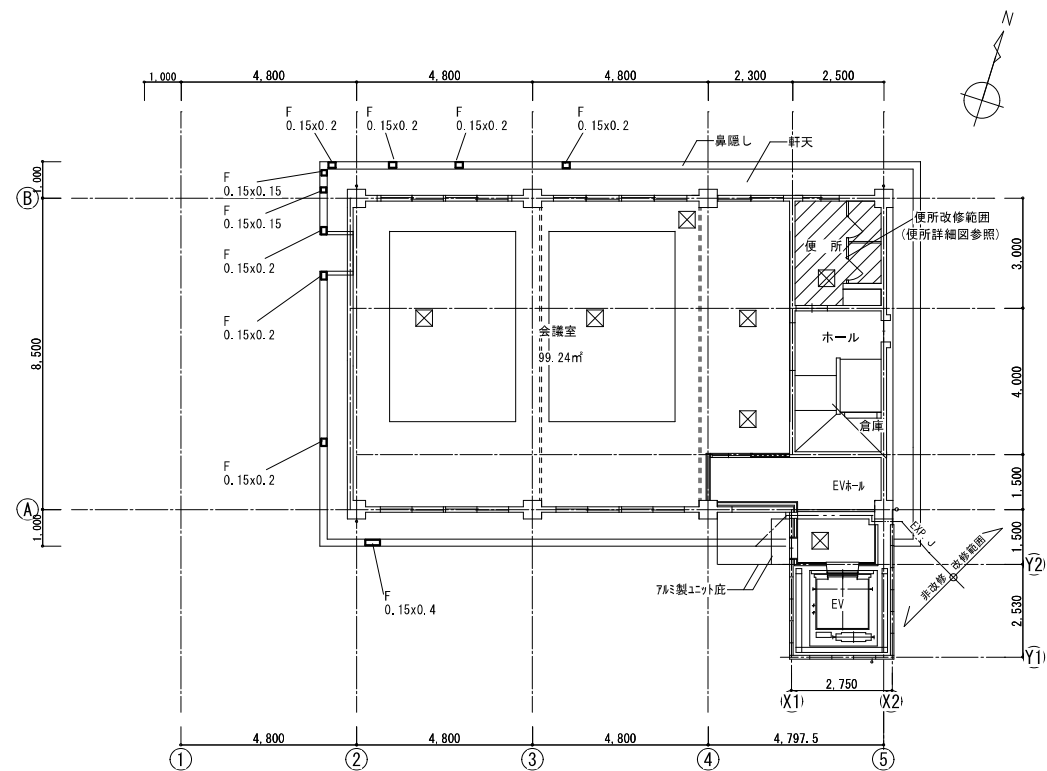 N
1,000
4,800
4,800
4,800
2,300
2,500
F
0.15x0.2
F
0.15x0.2
F
0.15x0.2
F
0.15x0.2
鼻隠し
軒天
1,000
B
F
0.15x0.15
F
0.15x0.15
F
0.15x0.2
F
0.15x0.2
便所改修範囲
(便所詳細図参照)
便 所
3,000
会議室
99.24㎡
ホール
8,500
4,000
倉庫
F
0.15x0.2
EVホール
1,500
A
1,000
EXP.J
1,500
非改修
改修範囲
Y2
アルミ製ユニット庇
F
0.15x0.4
EV
2,530
Y1
2,750
X1
X2
4,800
4,800
4,800
4,797.5
1
2
3
4
5